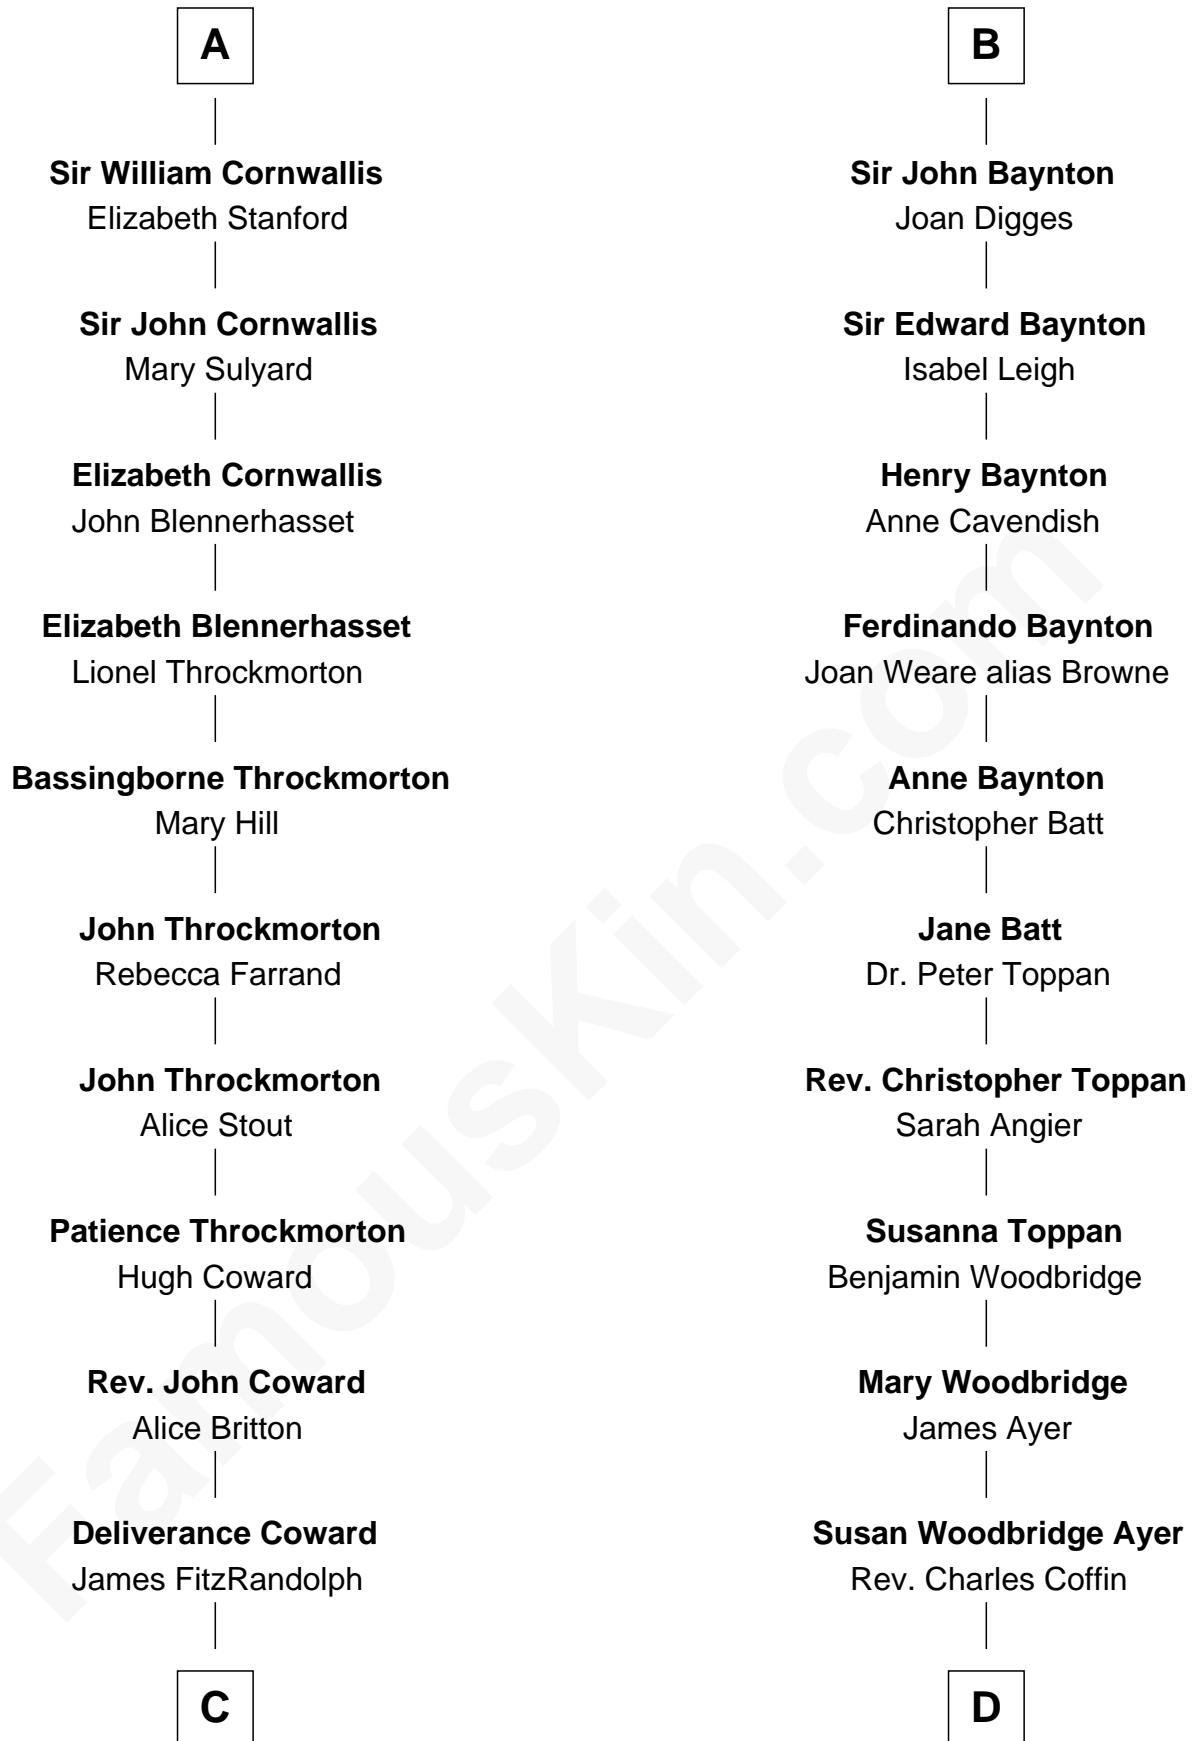 A
Sir William Cornwallis
Elizabeth Stanford
Sir John Cornwallis
Mary Sulyard
Elizabeth Cornwallis
John Blennerhasset
Elizabeth Blennerhasset
Lionel Throckmorton
Bassingborne Throckmorton
Mary Hill
John Throckmorton
Rebecca Farrand
John Throckmorton
Alice Stout
Patience Throckmorton
Hugh Coward
Rev. John Coward
Alice Britton
Deliverance Coward
James FitzRandolph
C
B
Sir John Baynton
Joan Digges
Sir Edward Baynton
Isabel Leigh
Henry Baynton
Anne Cavendish
Ferdinando Baynton
Joan Weare alias Browne
Anne Baynton
Christopher Batt
Jane Batt
Dr. Peter Toppan
Rev. Christopher Toppan
Sarah Angier
Susanna Toppan
Benjamin Woodbridge
Mary Woodbridge
James Ayer
Susan Woodbridge Ayer
Rev. Charles Coffin
D
FamousKin.com